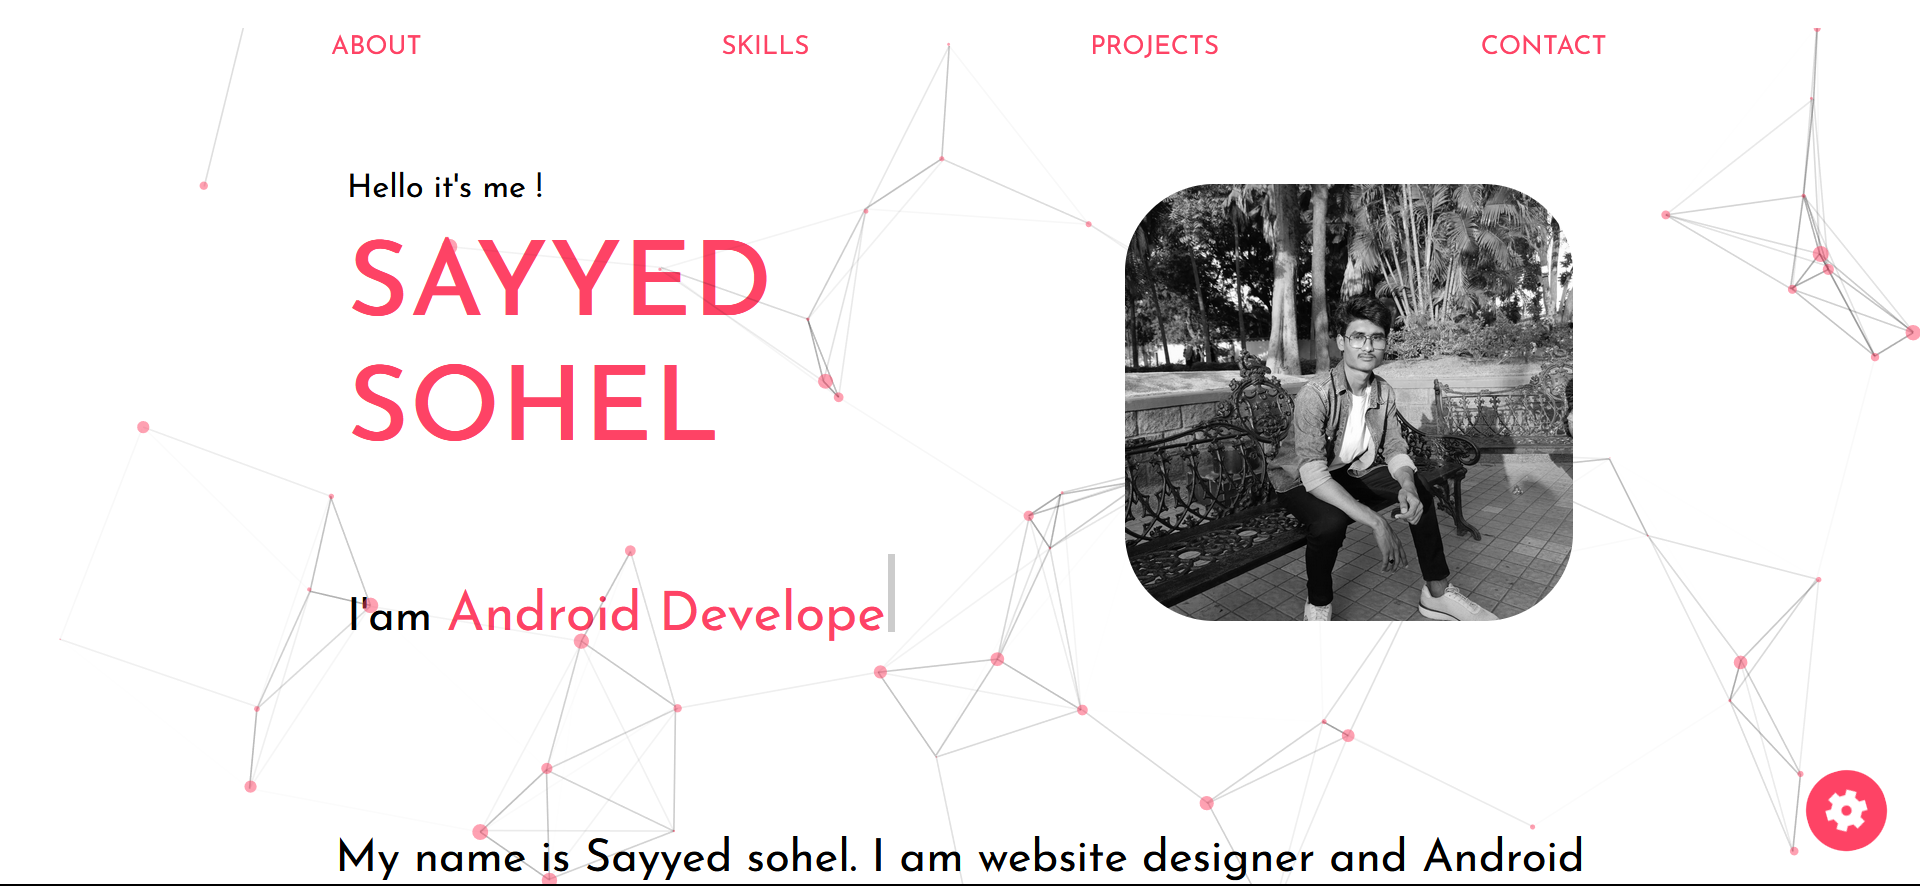 ABOUT SKILLS PROJECTS CONTACT
Hello it's me !
SAYYED
SOHEL
I'am Android Develope
My name is Sayyed sohel. I am website designer and Android